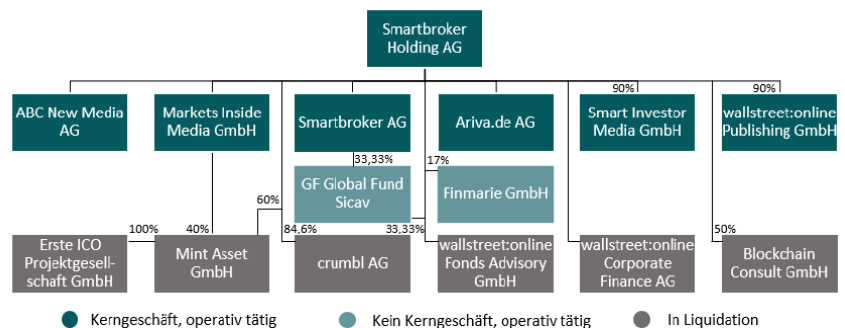 Smartbroker
Holding AG
90%
90%
ABC New Media
AG
Markets Inside
Media GmbH
Smartbroker AG
Ariva.de AG
Smart Investor
Media GmbH
wallstreet:online
Publishing GmbH
33,33%
17%
GF Global Fund
Sicav
Finmarie GmbH
60%
100%
40%
84,6%
33,33%
50%
Erste ICO
Projektgesell-
schaft GmbH
Mint Asset
GmbH
crumbl AG
wallstreet:online
Fonds Advisory
GmbH
wallstreet:online
Corporate
Finance AG
Blockchain
Consult GmbH
Kerngeschäft, operativ tätig
Kein Kerngeschäft, operativ tätig
In Liquidation